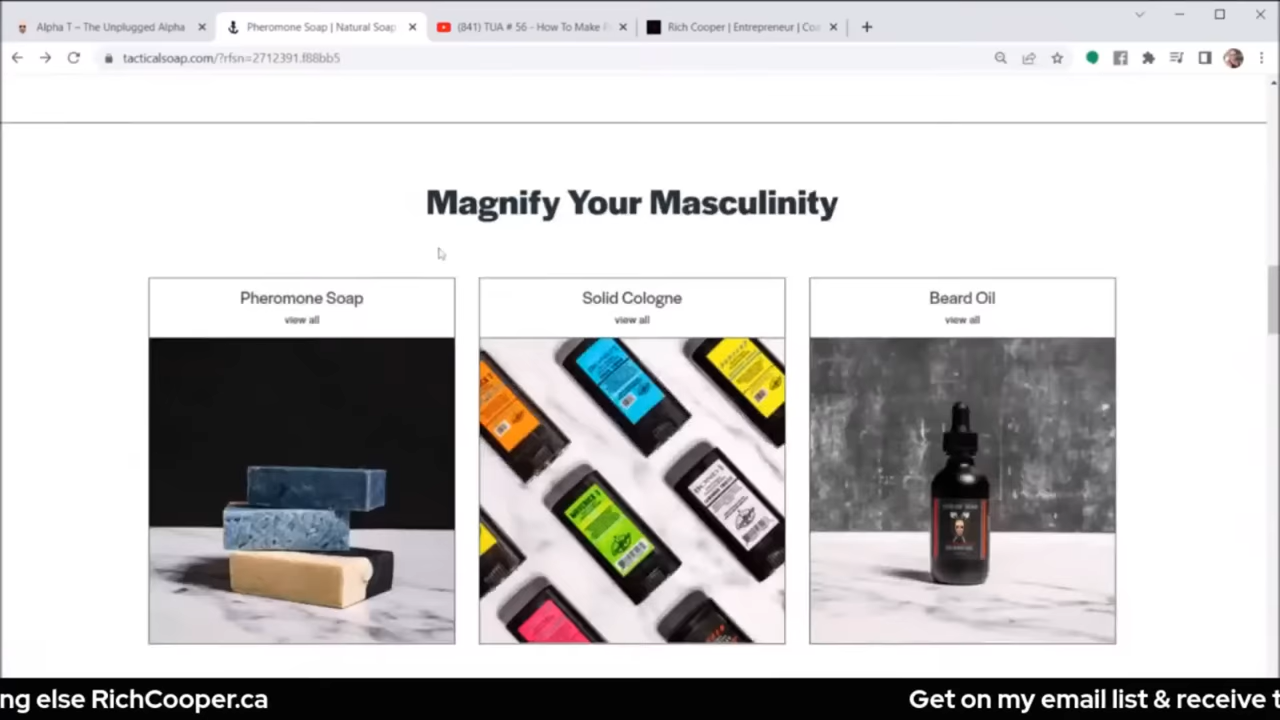 Alpha T – The Unplugged Alpha
Pheromone Soap | Natural Soap
(841) TUA # 56 - How To Make
Rich Cooper | Entrepreneur | Coa
tacticalsoap.com/?rfsn=2712391.f88bb5
Magnify Your Masculinity
Pheromone Soap
view all
Solid Cologne
view all
Beard Oil
view all
ng else RichCooper.ca
Get on my email list & receive t